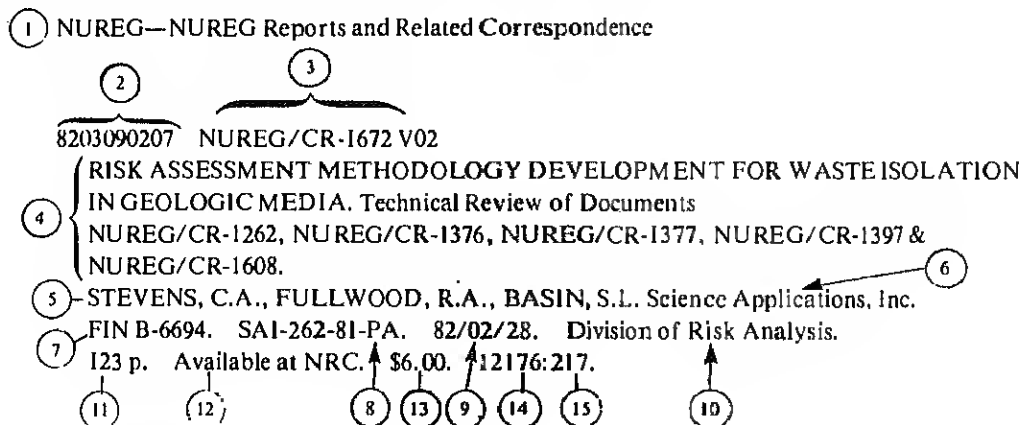 1 NUREG—NUREG Reports and Related Correspondence
2 3
8203090207 NUREG/CR-1672 V02
RISK ASSESSMENT METHODOLOGY DEVELOPMENT FOR WASTE ISOLATION
4 IN GEOLOGIC MEDIA. Technical Review of Documents
NUREG/CR-1262, NUREG/CR-1376, NUREG/CR-1377, NUREG/CR-1397 &
NUREG/CR-1608.
6
5 STEVENS, C.A., FULLWOOD, R.A., BASIN, S.L. Science Applications, Inc.
7 FIN B-6694. SAI-262-81-PA. 82/02/28. Division of Risk Analysis.
123 p. Available at NRC. $6.00. 12176:217.
11 12 8 13 9 14 15 10